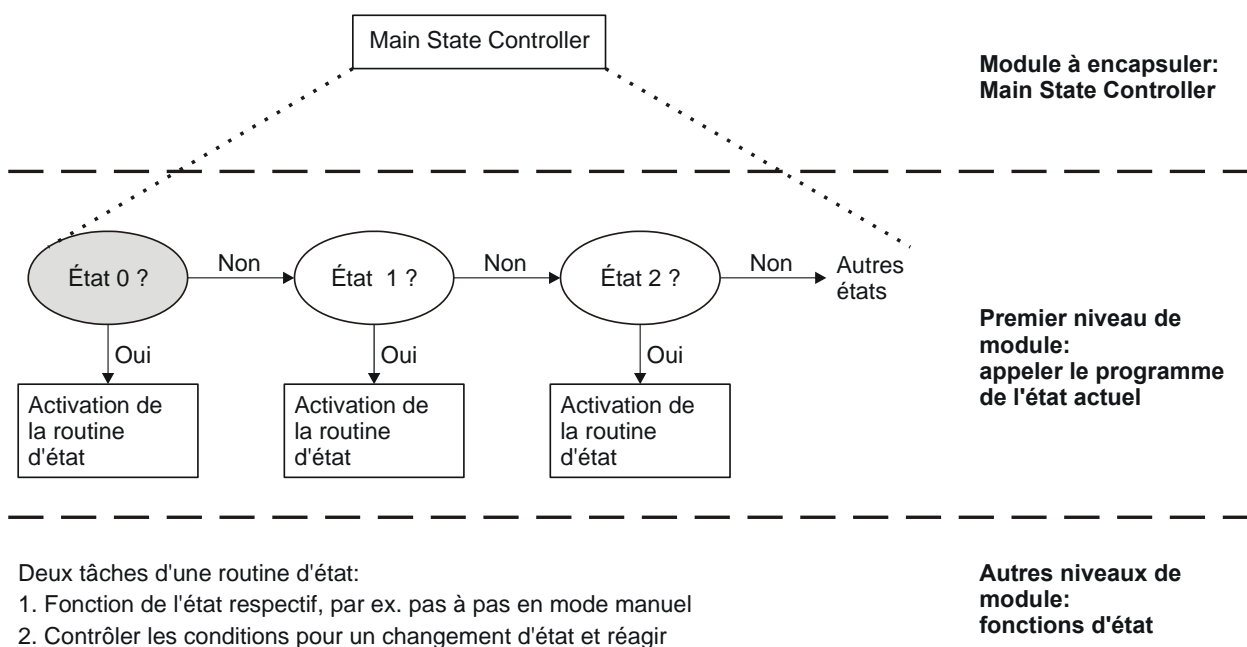 Main State Controller
Module à encapsuler:
Main State Controller
État 0 ?
Non
État 1 ?
Non
État 2 ?
Non
Autres
états
Oui
Oui
Oui
Activation de
la routine
d'état
Activation de
la routine
d'état
Activation de
la routine
d'état
Premier niveau de
module:
appeler le programme
de l'état actuel
Deux tâches d'une routine d'état:
1. Fonction de l'état respectif, par ex. pas à pas en mode manuel
2. Contrôler les conditions pour un changement d'état et réagir
Autres niveaux de
module:
fonctions d'état